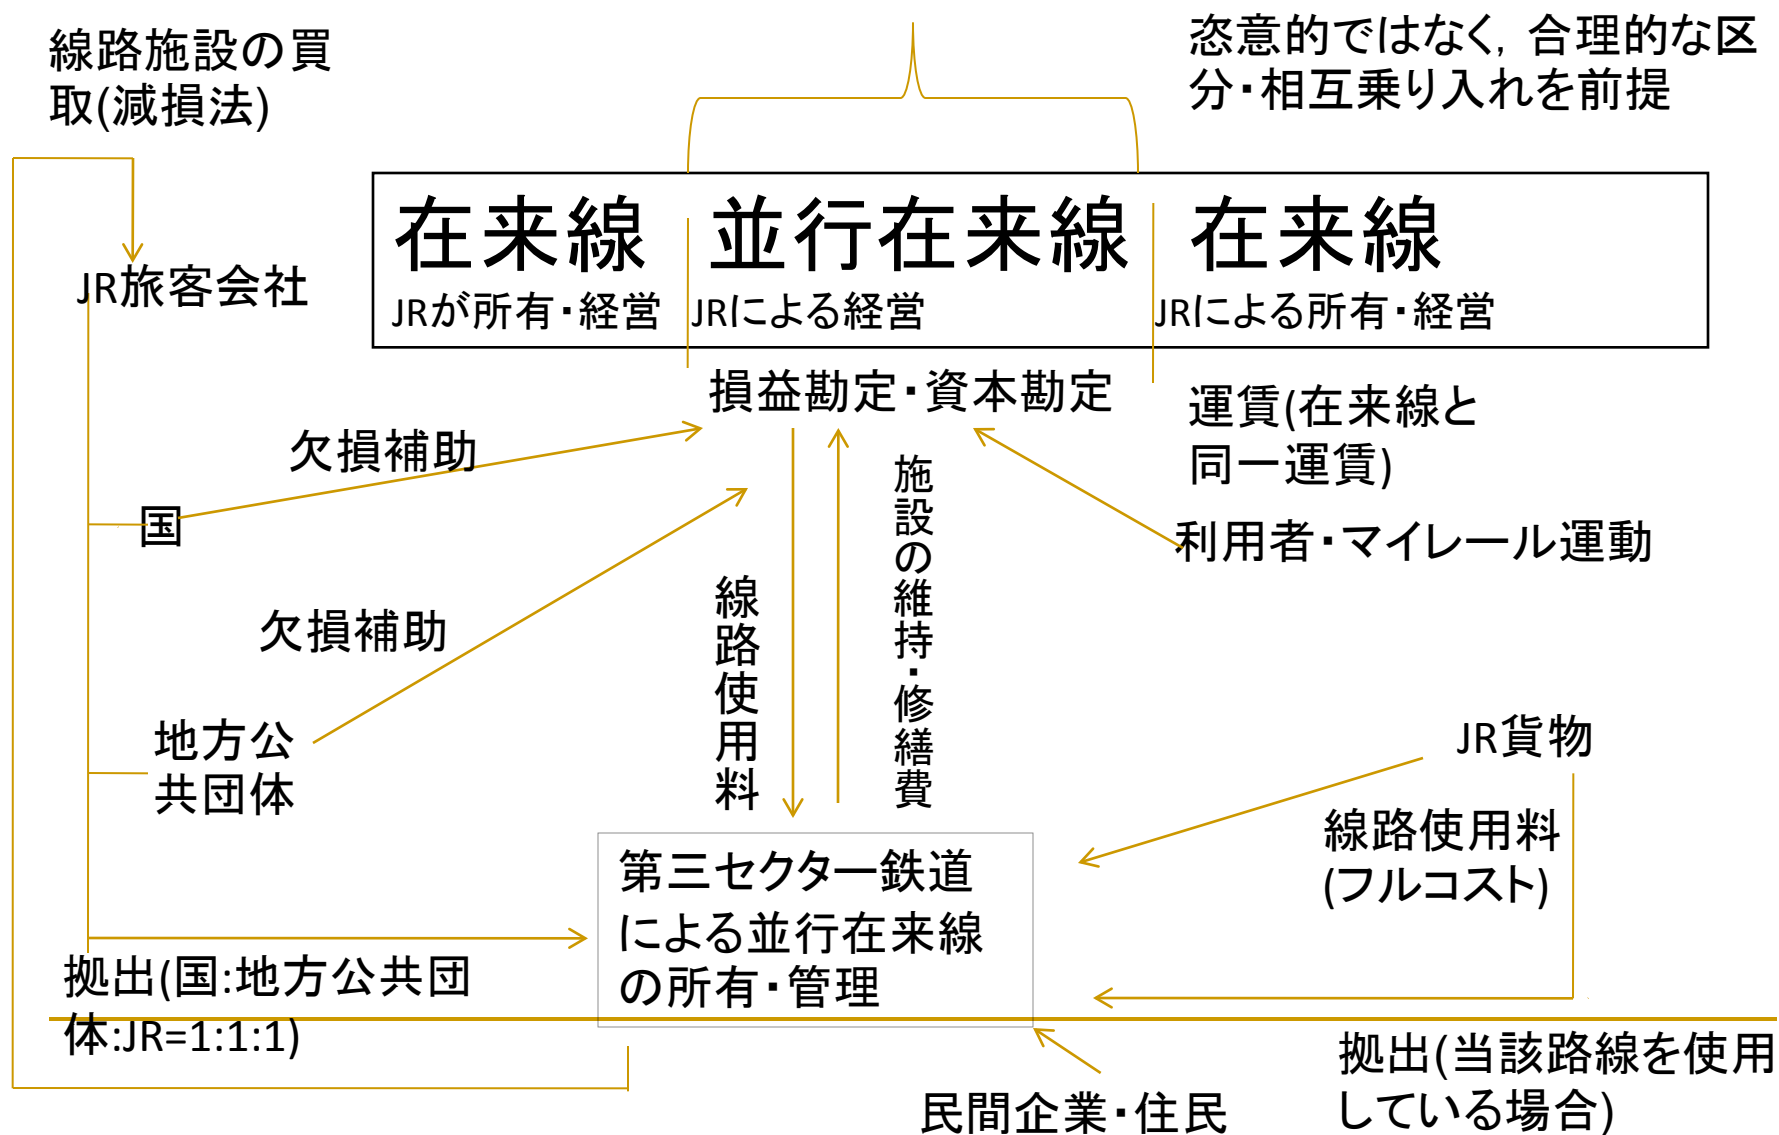 線路施設の買
取(減損法)
恣意的ではなく, 合理的な区
分・相互乗り入れを前提
在来線 並行在来線 在来線
JRが所有・経営 JRによる経営 JRによる所有・経営
JR旅客会社
損益勘定・資本勘定
運賃(在来線と
同一運賃)
欠損補助
国
利用者・マイレール運動
施設の維持・修繕費
線路使用料
欠損補助
地方公
共団体
JR貨物
線路使用料
(フルコスト)
第三セクター鉄道
による並行在来線
の所有・管理
拠出(国:地方公共団
体:JR=1:1:1)
拠出(当該路線を使用
している場合)
民間企業・住民